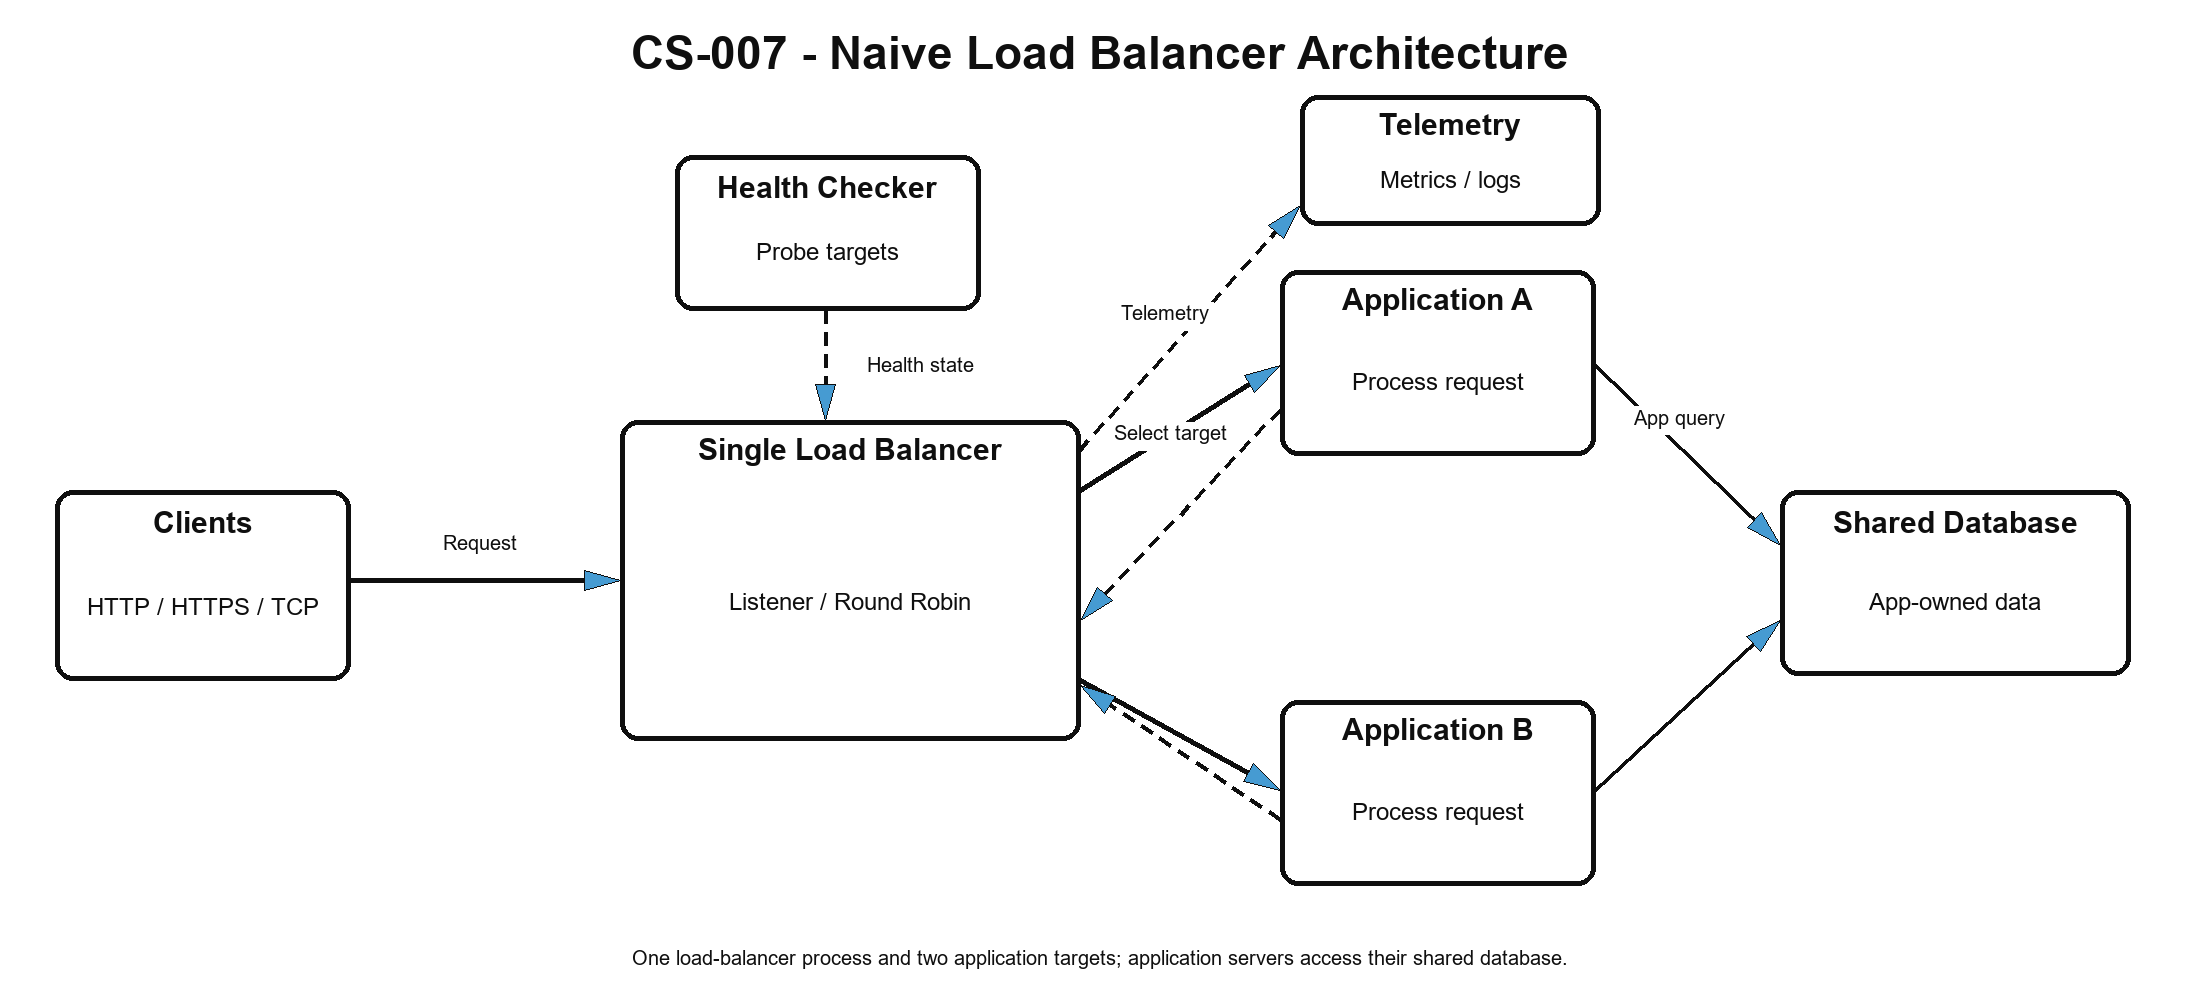 CS-007 - Naive Load Balancer Architecture
Telemetry
Metrics / logs
Health Checker
Probe targets
Health state
Telemetry
Application A
Process request
Select target
App query
Single Load Balancer
Listener / Round Robin
Clients
HTTP / HTTPS / TCP
Request
Shared Database
App-owned data
Application B
Process request
One load-balancer process and two application targets; application servers access their shared database.